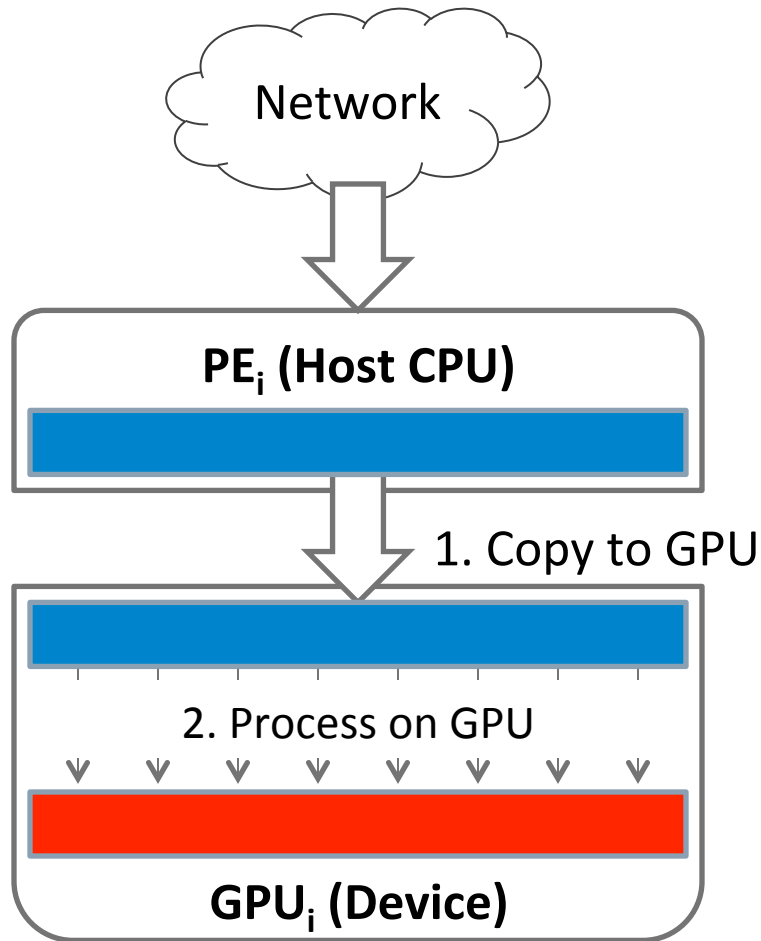 Network
PEᵢ (Host CPU)
1. Copy to GPU
2. Process on GPU
GPUᵢ (Device)